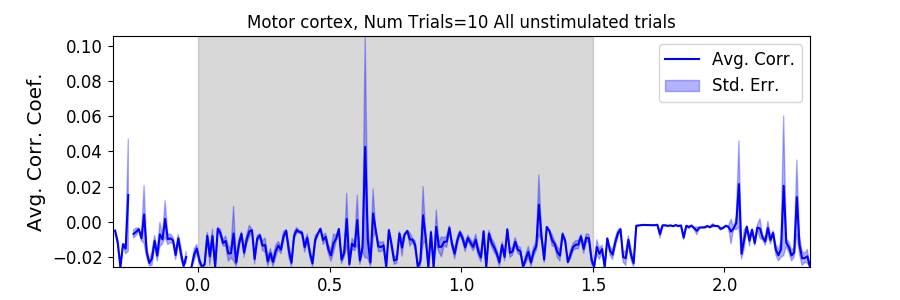 Motor cortex, Num Trials=10 All unstimulated trials
Avg. Corr. Coef.
0.10
0.08
0.06
0.04
0.02
0.00
−0.02
Avg. Corr.
Std. Err.
0.0 0.5 1.0 1.5 2.0